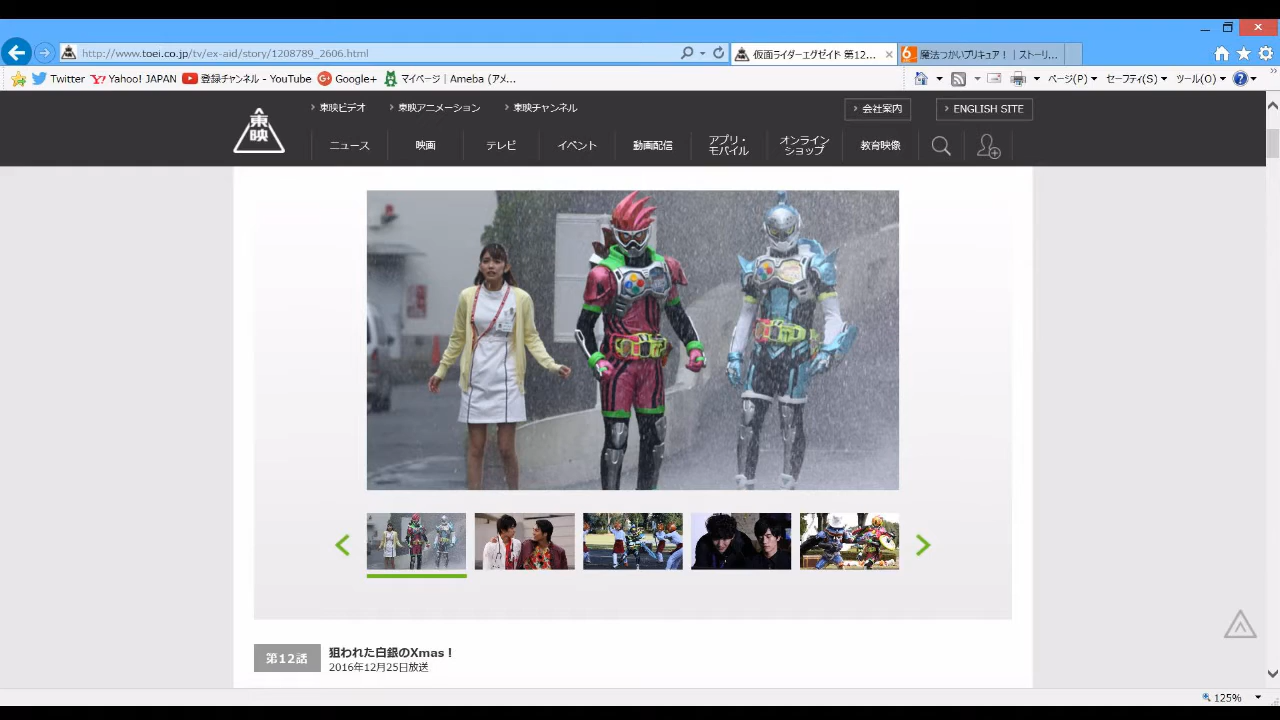 http://www.toei.co.jp/tv/ex-aid/story/1208789_2606.html
仮面ライダーエグゼイド 第12...
魔法つかいプリキュア！｜ストーリ...
Twitter
Yahoo! JAPAN
登録チャンネル - YouTube
Google+
マイページ | Ameba (アメ...
ページ(P)
セーフティ(S)
ツール(O)
東映ビデオ
東映アニメーション
東映チャンネル
会社案内
ENGLISH SITE
東映
ニュース
映画
テレビ
イベント
動画配信
アプリ・
モバイル
オンライン
ショップ
教育映像
第12話
狙われた白銀のXmas！
2016年12月25日放送
125%